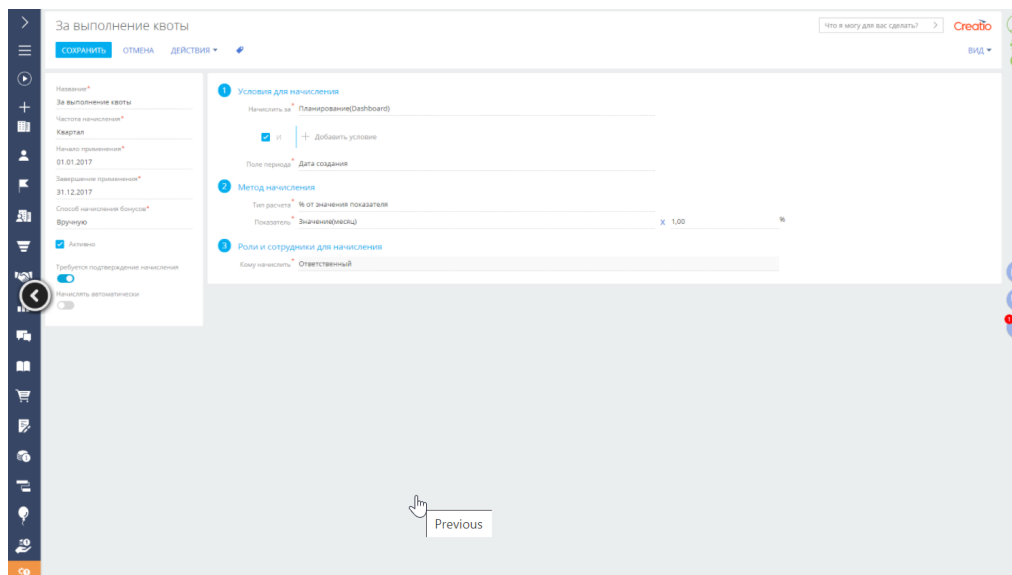 За выполнение квоты
Что я могу для вас сделать? >
Creatio
СОХРАНИТЬ ОТМЕНА ДЕЙСТВИЯ
ВИД
Название*
За выполнение квоты
Частота начисления*
Квартал
Начало применения*
01.01.2017
Завершение применения*
31.12.2017
Способ начисления бонусов*
Вручную
Активно
Требуется подтверждение начисления
Начислять автоматически
1 Условия для начисления
Начислить за* Планирование(Dashboard)
И + Добавить условие
Поле периода* Дата создания
2 Метод начисления
Тип расчета* % от значения показателя
Показатель* Значение(месяц) X 1,00 %
3 Роли и сотрудники для начисления
Кому начислить* Ответственный
1
Previous